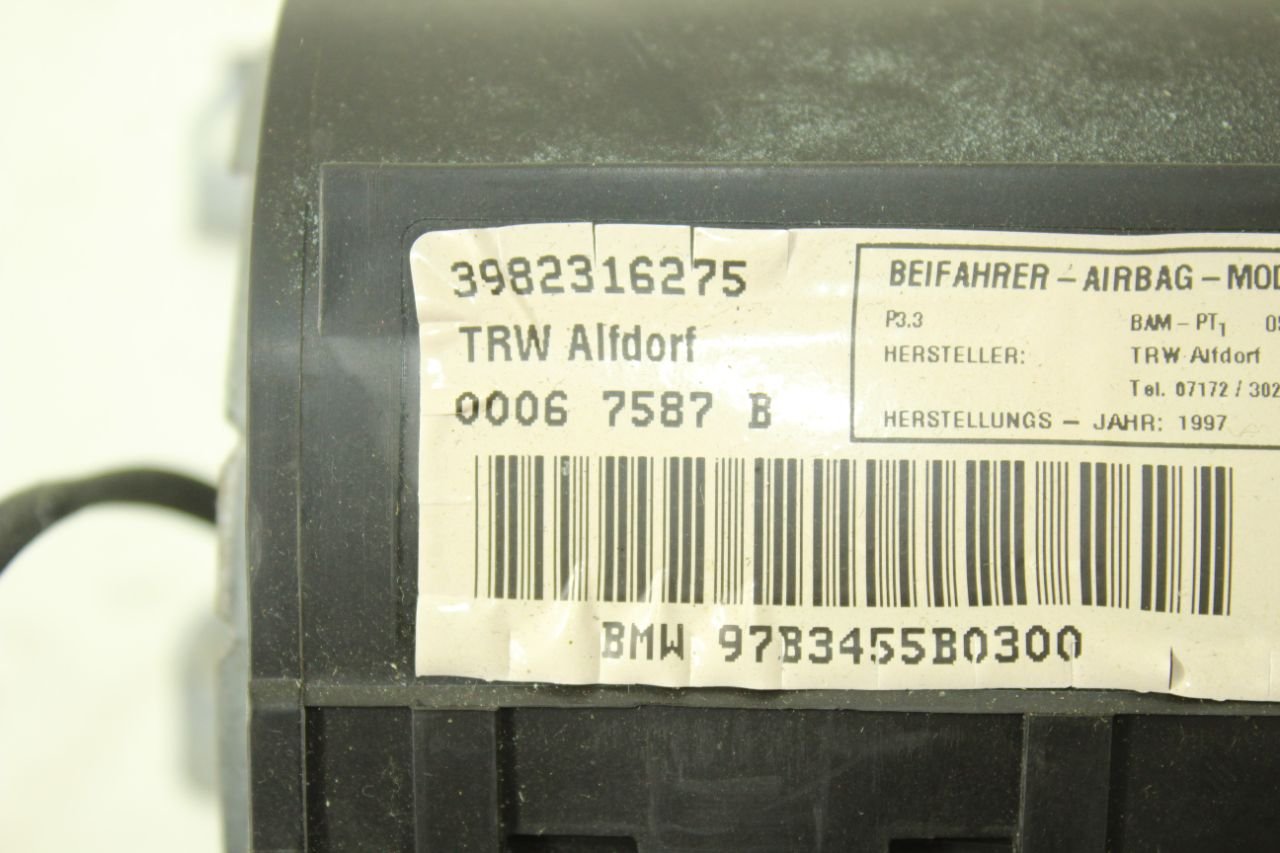 3982316275
TRW Alfdorf
0006 7587 B
BEIFAHRER-AIRBAG-MOD
P3.3 BAM-PT1
HERSTELLER: TRW Alfdorf
Tel. 07172 / 302
HERSTELLUNGS - JAHR: 1997
BMW 97B3455B0300